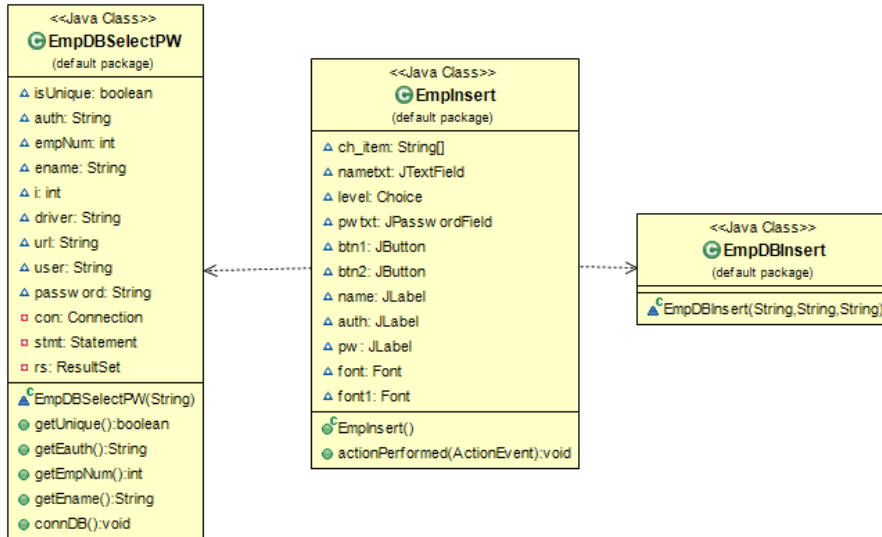 <<Java Class>>
EmpDBSelectPW
(default package)
isUnique: boolean
auth: String
empNum: int
ename: String
i: int
driver: String
url: String
user: String
password: String
con: Connection
stmt: Statement
rs: ResultSet
EmpDBSelectPW(String)
getUnique():boolean
getEauth():String
getEmpNum():int
getEname():String
connDB():void
<<Java Class>>
EmpInsert
(default package)
ch_item: String[]
nametxt: JTextField
level: Choice
pwtxt: JPasswordField
btn1: JButton
btn2: JButton
name: JLabel
auth: JLabel
pw: JLabel
font: Font
font1: Font
EmpInsert()
actionPerformed(ActionEvent):void
<<Java Class>>
EmpDBInsert
(default package)
EmpDBInsert(String,String,String)